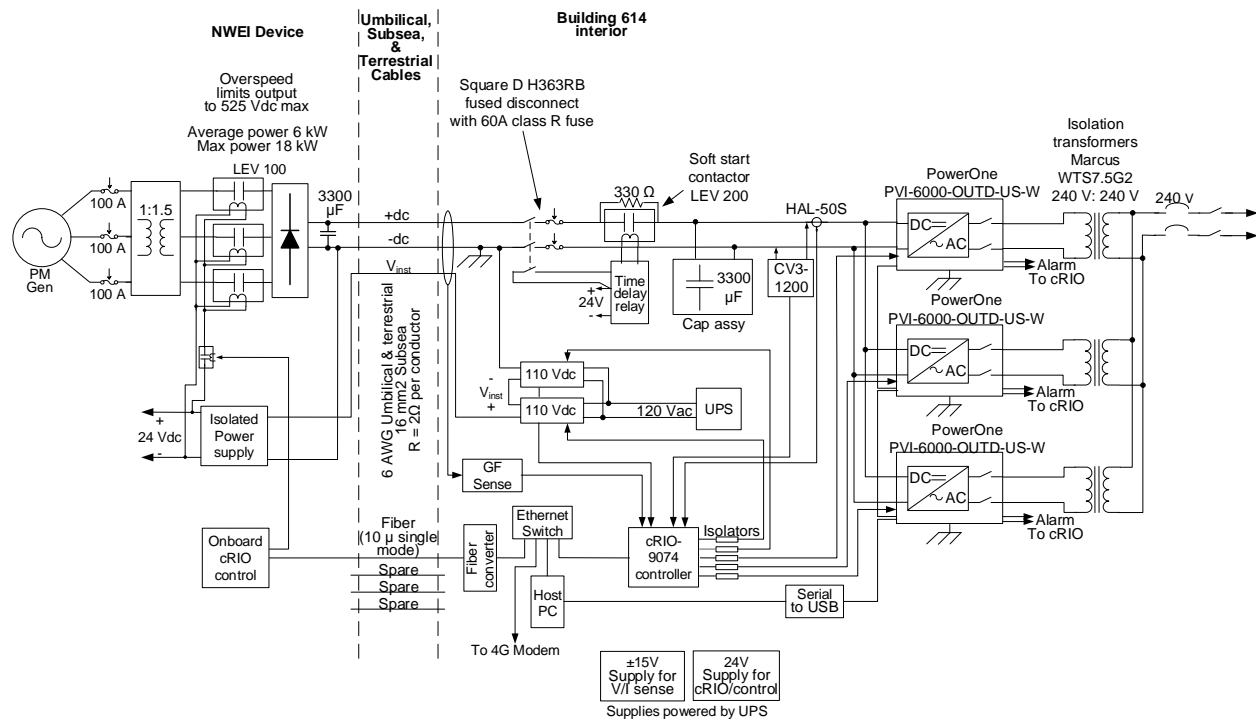 NWEI Device
Umbilical,
Subsea,
&
Terrestrial
Cables
Building 614
interior
Overspeed
limits output
to 525 Vdc max
Average power 6 kW
Max power 18 kW
LEV 100
Square D H363RB
fused disconnect
with 60A class R fuse
Soft start
contactor
LEV 200
330 Ω
Isolation
transformers
Marcus
WTS7.5G2
240 V: 240 V
PowerOne
PVI-6000-OUTD-US-W
HAL-50S
240 V
100 A
1:1.5
3300
µF
+dc
-dc
DC
AC
100 A
PM
Gen
100 A
Vinst
+
24V
-
Time
delay
relay
3300
µF
Cap assy
CV3-
1200
Alarm
To cRIO
PowerOne
PVI-6000-OUTD-US-W
DC
AC
Alarm
To cRIO
6 AWG Umbilical & terrestrial
16 mm2 Subsea
R = 2Ω per conductor
-
Vinst
+
110 Vdc
110 Vdc
120 Vac
UPS
+
24 Vdc
-
Isolated
Power
supply
GF
Sense
PowerOne
PVI-6000-OUTD-US-W
DC
AC
Alarm
To cRIO
Onboard
cRIO
control
Fiber
(10 µ single
mode)
Spare
Spare
Spare
Fiber
converter
Ethernet
Switch
Host
PC
cRIO-
9074
controller
Isolators
Serial
to USB
To 4G Modem
±15V
Supply for
V/I sense
24V
Supply for
cRIO/control
Supplies powered by UPS